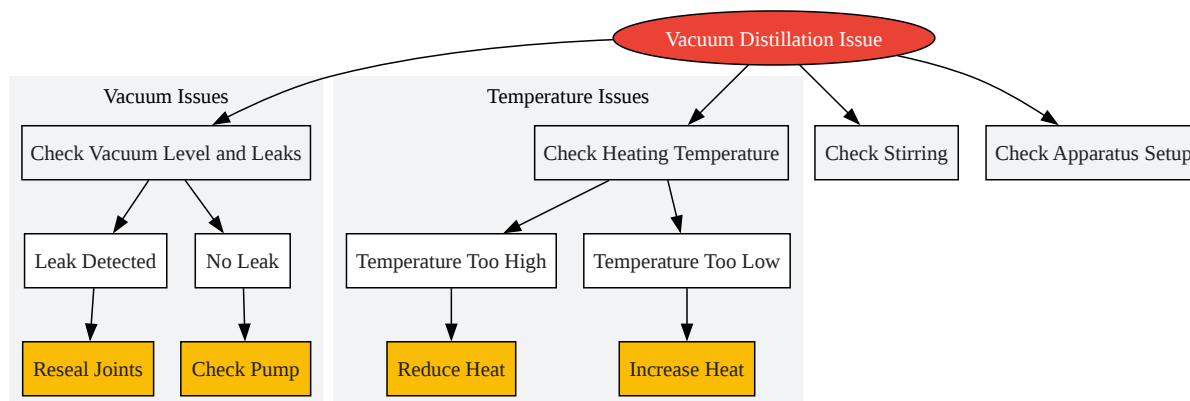 Vacuum Distillation Issue
Vacuum Issues
Temperature Issues
Check Vacuum Level and Leaks
Check Heating Temperature
Check Stirring
Check Apparatus Setup
Leak Detected
No Leak
Temperature Too High
Temperature Too Low
Reseal Joints
Check Pump
Reduce Heat
Increase Heat